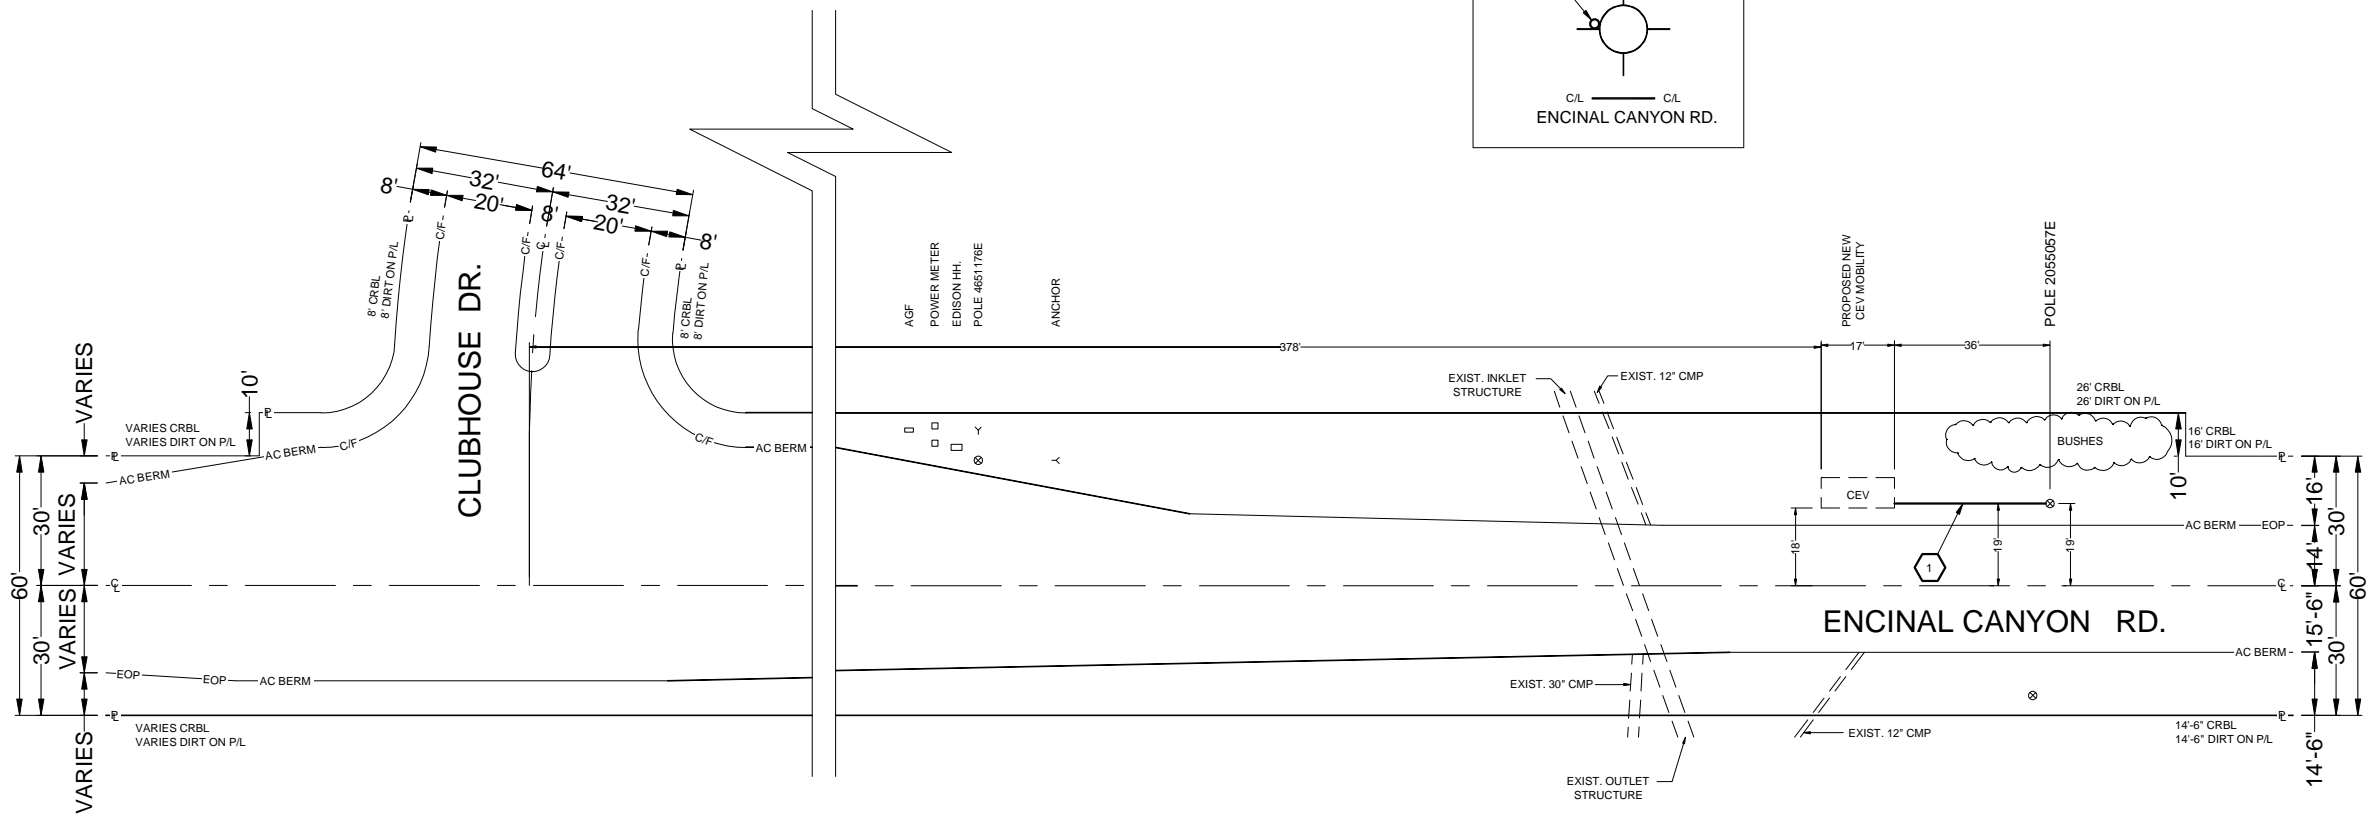 C/L C/L
ENCINAL CANYON RD.
64'
32'
32'
8'
20'
8'
20'
8'
P/L
C/F
C/F
C/L
C/F
C/F
P/L
8' CRBL
8' DIRT ON P/L
8' CRBL
8' DIRT ON P/L
CLUBHOUSE DR.
AGF
POWER METER
EDISON HH.
POLE 4651176E
ANCHOR
PROPOSED NEW
CEV MOBILITY
POLE 2055057E
378'
17'
36'
VARIES
10'
P/L
VARIES CRBL
VARIES DIRT ON P/L
P/L
AC BERM
AC BERM
C/F
C/F
AC BERM
EXIST. INKLET
STRUCTURE
EXIST. 12" CMP
26' CRBL
26' DIRT ON P/L
BUSHES
16' CRBL
16' DIRT ON P/L
P/L
10'
CEV
18'
19'
19'
1
AC BERM
EOP
16'
30'
14'
60'
30'
VARIES
60'
C/L
C/L
ENCINAL CANYON RD.
30'
VARIES
15'-6"
30'
EOP
EOP
AC BERM
AC BERM
EXIST. 30" CMP
P/L
P/L
VARIES CRBL
VARIES DIRT ON P/L
VARIES
EXIST. 12" CMP
14'-6" CRBL
14'-6" DIRT ON P/L
14'-6"
EXIST. OUTLET
STRUCTURE